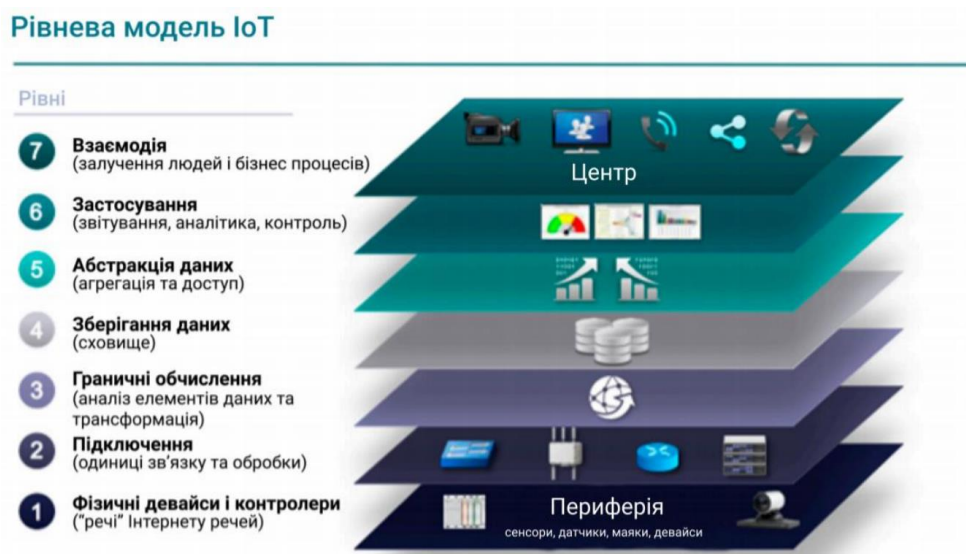 Рівнева модель IoT
Рівні
7
Взаємодія
(залучення людей і бізнес процесів)
6
Застосування
(звітування, аналітика, контроль)
5
Абстракція даних
(агрегація та доступ)
4
Зберігання даних
(сховище)
3
Граничні обчислення
(аналіз елементів даних та
трансформація)
2
Підключення
(одиниці зв’язку та обробки)
1
Фізичні девайси і контролери
(“речі” Інтернету речей)
Центр
Периферія
сенсори, датчики, маяки, девайси